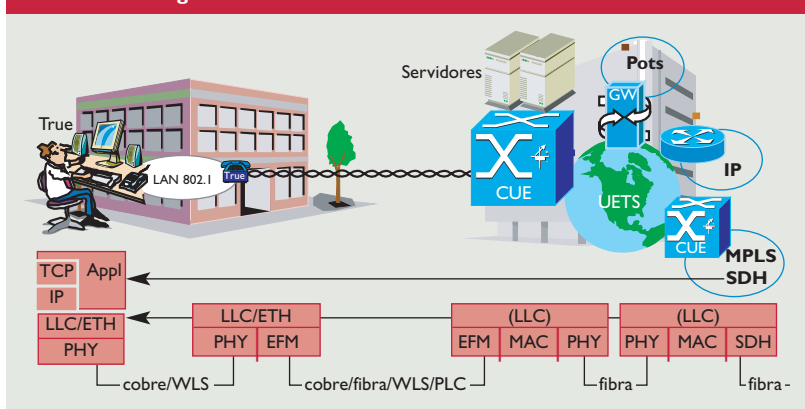 Servidores
Pots
GW
True
LAN 802.1
True
CUE
UETS
IP
CUE
MPLS
SDH
TCP Appl
IP
LLC/ETH
PHY
LLC/ETH
PHY EFM
(LLC)
EFM MAC PHY
(LLC)
PHY MAC SDH
cobre/WLS
cobre/fibra/WLS/PLC
fibra
fibra